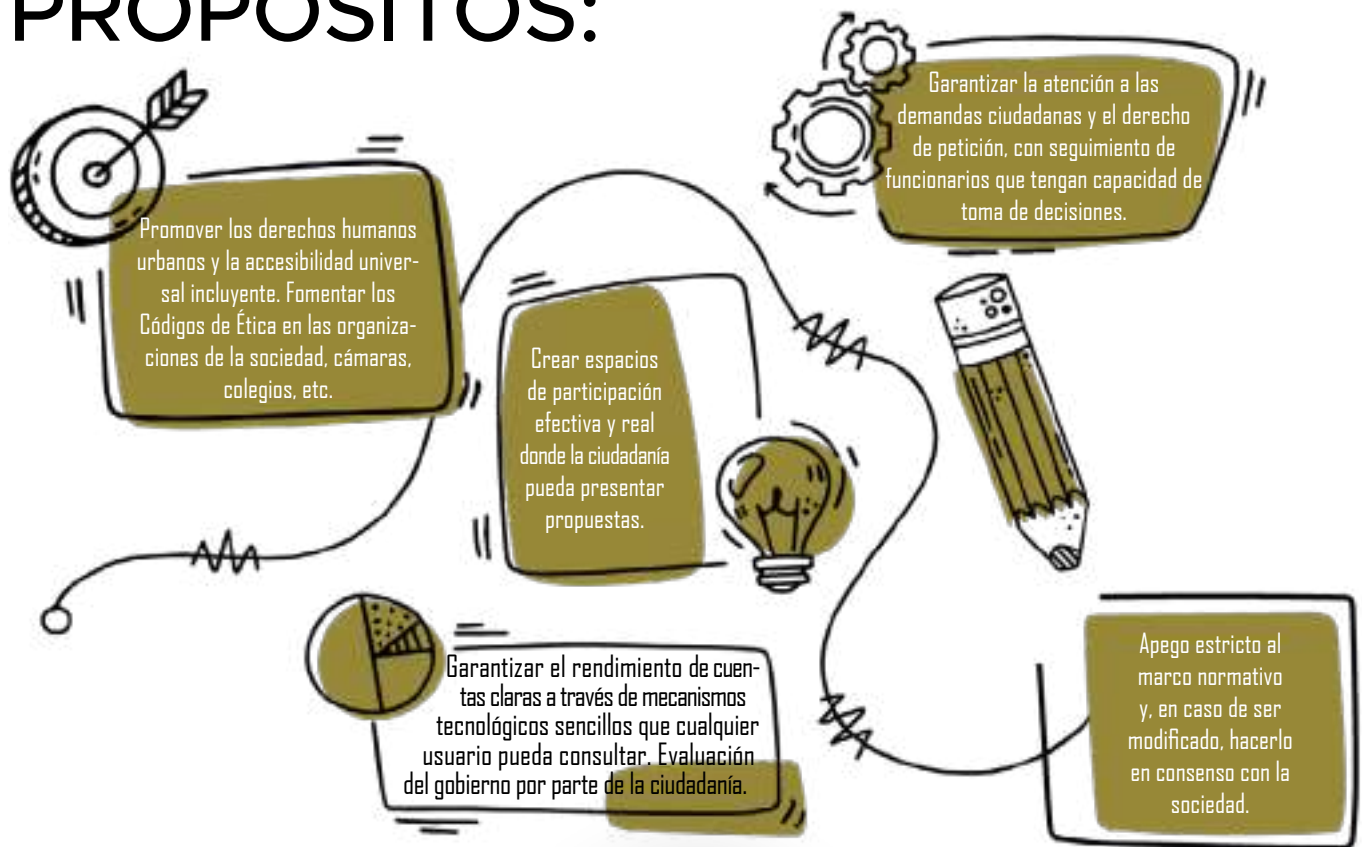 PROPÓSITOS:
Garantizar la atención a las
demandas ciudadanas y el derecho
de petición, con seguimiento de
funcionarios que tengan capacidad de
toma de decisiones.
Promover los derechos humanos
urbanos y la accesibilidad univer-
sal incluyente. Fomentar los
Códigos de Ética en las organiza-
ciones de la sociedad, cámaras,
colegios, etc.
Crear espacios
de participación
efectiva y real
donde la ciudadanía
pueda presentar
propuestas.
Garantizar el rendimiento de cuen-
tas claras a través de mecanismos
tecnológicos sencillos que cualquier
usuario pueda consultar. Evaluación
del gobierno por parte de la ciudadanía.
Apego estricto al
marco normativo
y, en caso de ser
modificado, hacerlo
en consenso con la
sociedad.